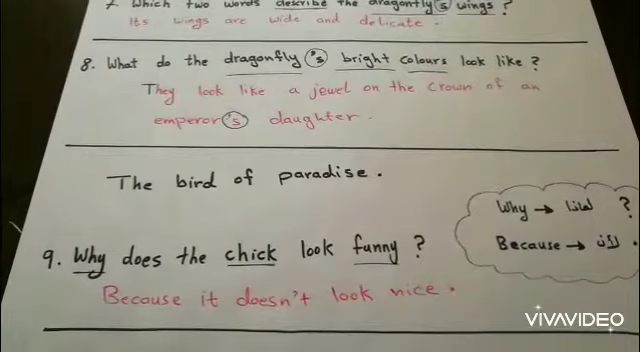 7. Which two words describe the dragonfly's wings?
Its wings are wide and delicate.
8. What do the dragonfly's bright colours look like?
They look like a jewel on the crown of an
emperor's daughter.
The bird of paradise.
Why → لماذا ?
Because → لأن .
9. Why does the chick look funny?
Because it doesn't look nice.
VIVAVIDEO